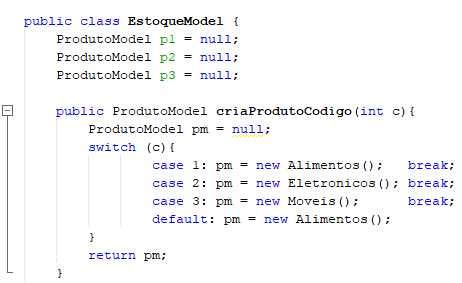 public class EstoqueModel {
    ProdutoModel p1 = null;
    ProdutoModel p2 = null;
    ProdutoModel p3 = null;

    public ProdutoModel criaProdutoCodigo(int c){
        ProdutoModel pm = null;
        switch (c){
                case 1: pm = new Alimentos();   break;
                case 2: pm = new Eletronicos(); break;
                case 3: pm = new Moveis();      break;
                default: pm = new Alimentos();
        }
        return pm;
    }